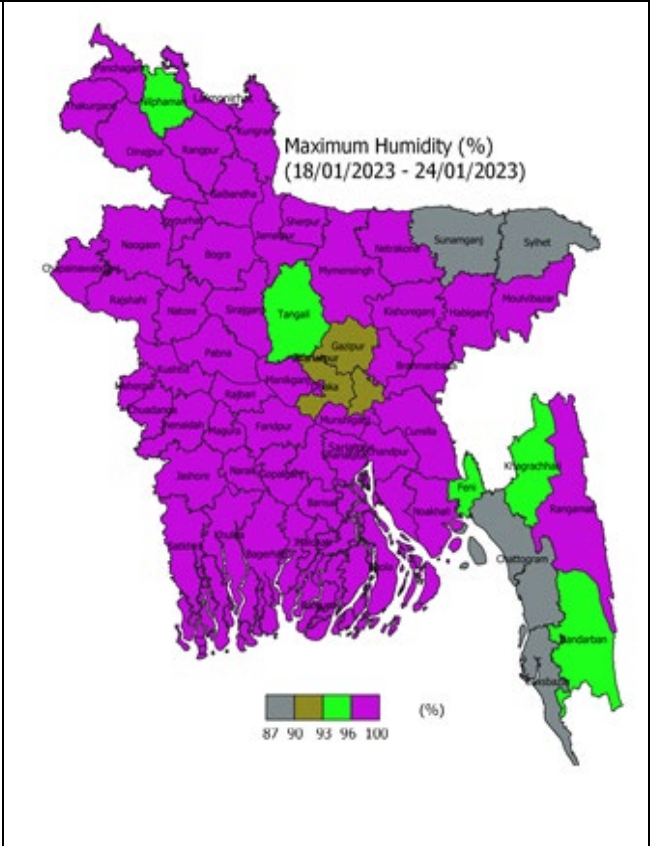 Panchagarh
Nilphamari
Lalmonirhat
Thakurgaon
Kurigram
Dinajpur
Rangpur
Maximum Humidity (%)
(18/01/2023 - 24/01/2023)
Gaibandha
Joypurhat
Sherpur
Jamalpur
Naogaon
Netrakona
Sunamganj
Sylhet
Bogra
Mymensingh
Chapainawabganj
Rajshahi
Natore
Sirajganj
Tangail
Kishoreganj
Habiganj
Moulvibazar
Gazipur
Pabna
Brahmanbaria
Kushtia
Meherpur
Manikganj
Rajbari
Chuadanga
Jhenaidah
Magura
Faridpur
Munshiganj
Cumilla
Chandpur
Khagrachhari
Jashore
Narail
Gopalganj
Feni
Rangamati
Barisal
Noakhali
Khulna
Satkhira
Bagerhat
Chattogram
Bhola
Bandarban
Coxsbazar
(%)
87 90 93 96 100